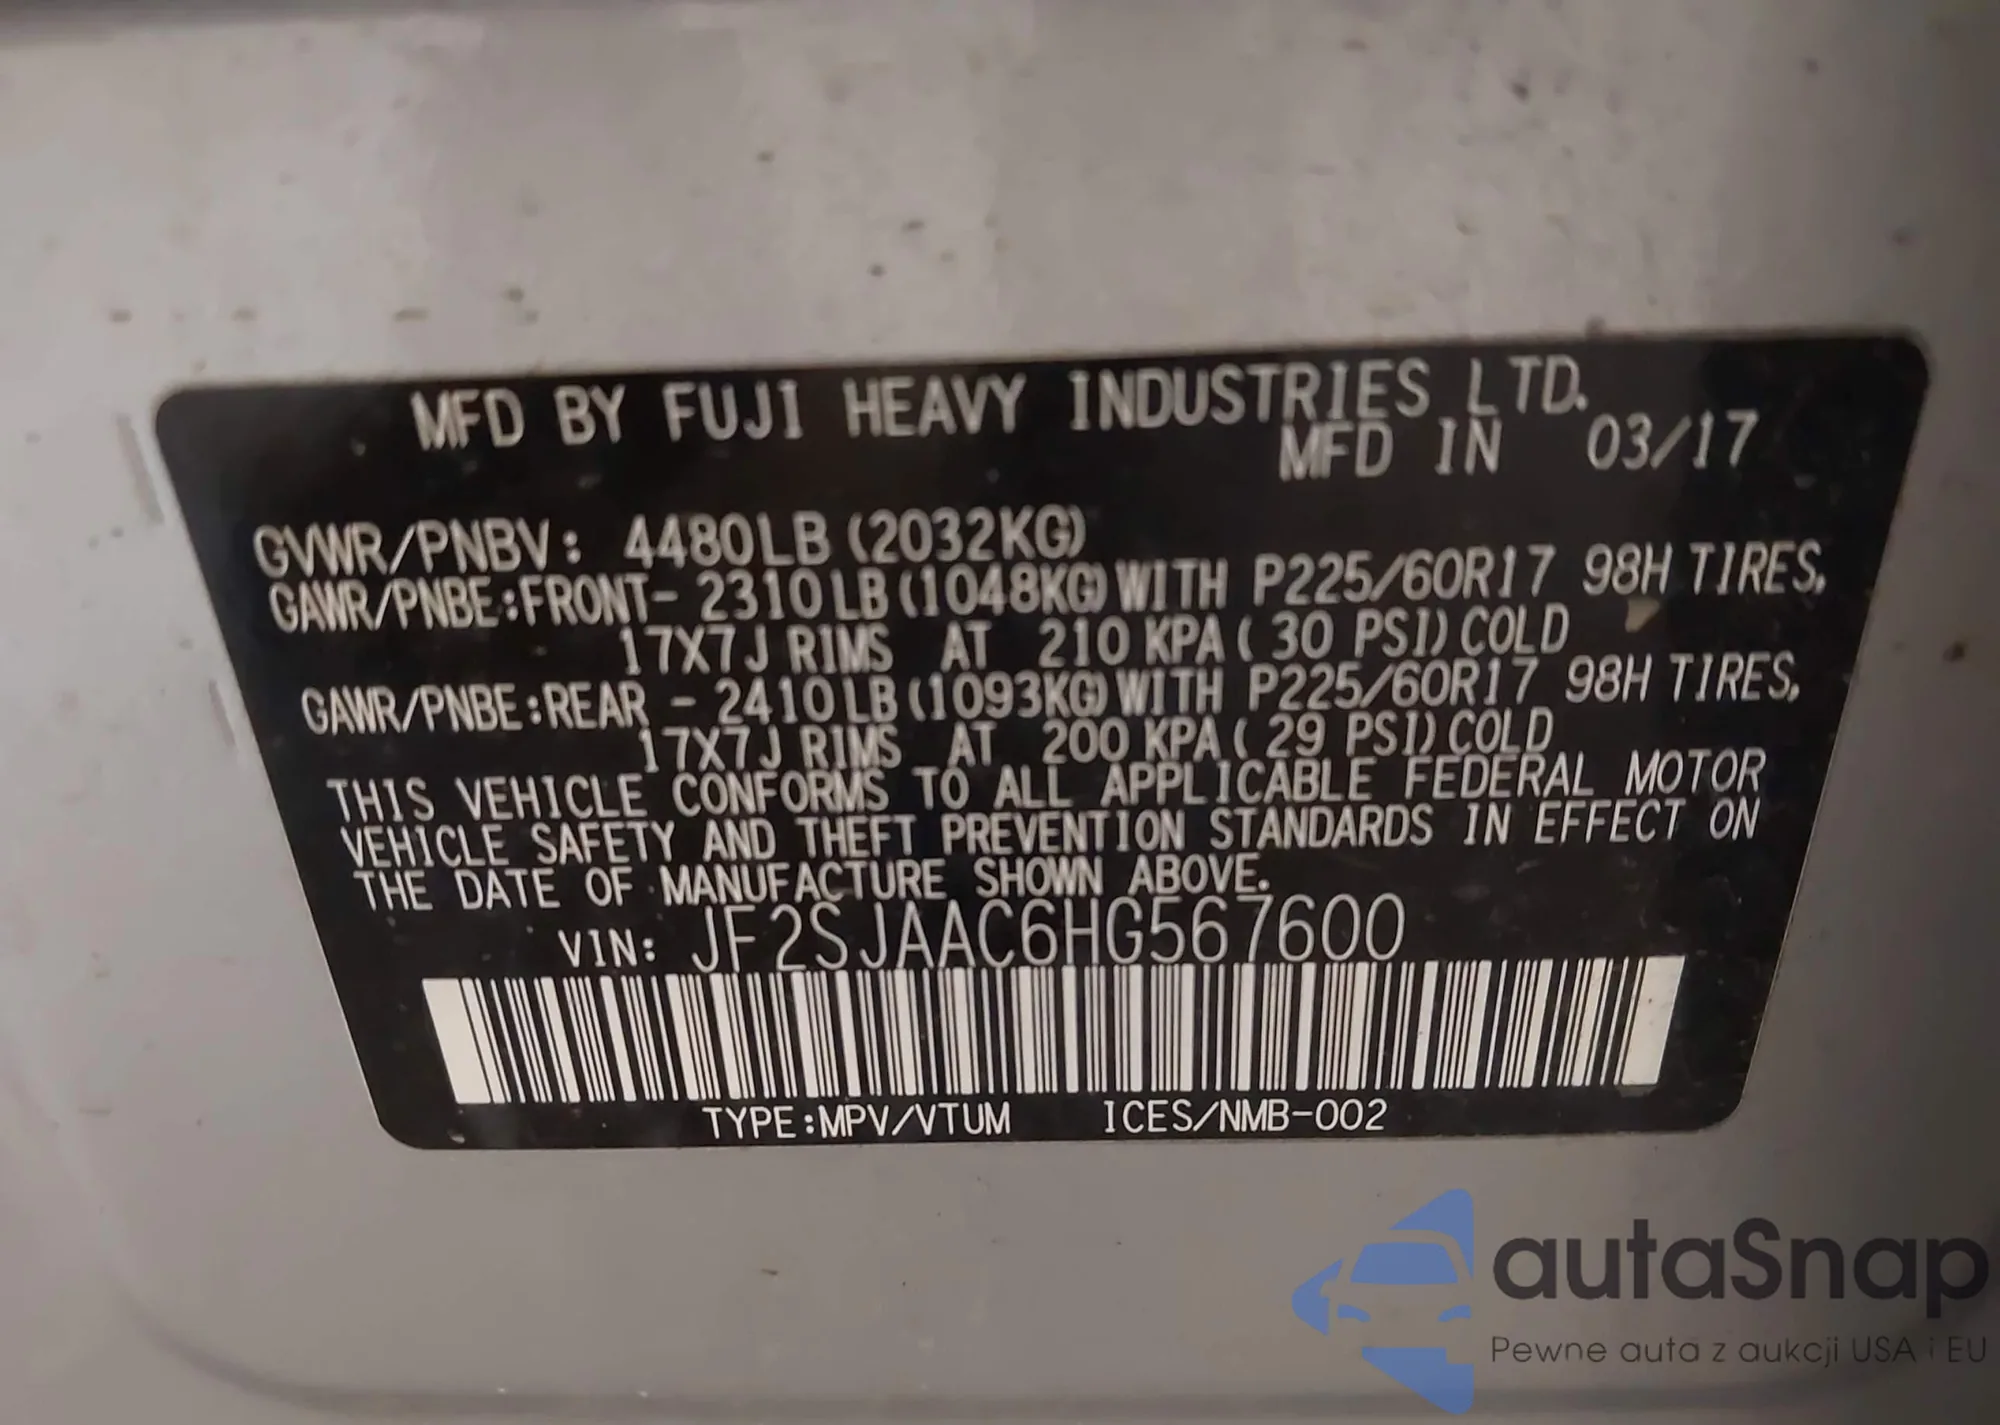 MFD BY FUJI HEAVY INDUSTRIES LTD.
MFD IN 03/17
GVWR/PNBV: 4480LB (2032KG)
GAWR/PNBE:FRONT- 2310LB (1048KG) WITH P225/60R17 98H TIRES,
17X7J RIMS AT 210 KPA ( 30 PSI) COLD
GAWR/PNBE:REAR - 2410LB (1093KG) WITH P225/60R17 98H TIRES,
17X7J RIMS AT 200 KPA ( 29 PSI) COLD
THIS VEHICLE CONFORMS TO ALL APPLICABLE FEDERAL MOTOR
VEHICLE SAFETY AND THEFT PREVENTION STANDARDS IN EFFECT ON
THE DATE OF MANUFACTURE SHOWN ABOVE.
VIN: JF2SJAAC6HG567600
TYPE:MPV/VTUM ICES/NMB-002
autaSnap
Pewne auta z aukcji USA i EU